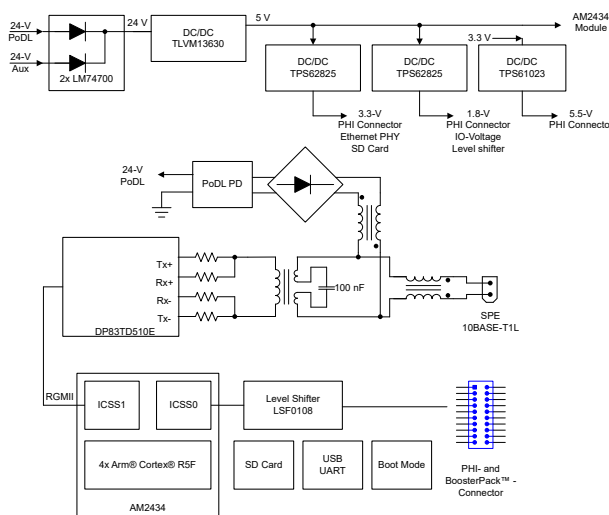 24-V
PoDL
24-V
Aux
2x LM74700
24 V
DC/DC
TLVM13630
5 V
AM2434
Module
DC/DC
TPS62825
DC/DC
TPS62825
3.3 V
DC/DC
TPS61023
3.3-V
PHI Connector
Ethernet PHY
SD Card
1.8-V
PHI Connector
IO-Voltage
Level shifter
5.5-V
PHI Connector
24-V
PoDL
PoDL PD
Tx+
Rx+
Rx-
Tx-
DP83TD510E
100 nF
SPE
10BASE-T1L
RGMII
ICSS1
ICSS0
Level Shifter
LSF0108
4x Arm® Cortex® R5F
SD Card
USB
UART
Boot Mode
AM2434
PHI- and
BoosterPack™ -
Connector